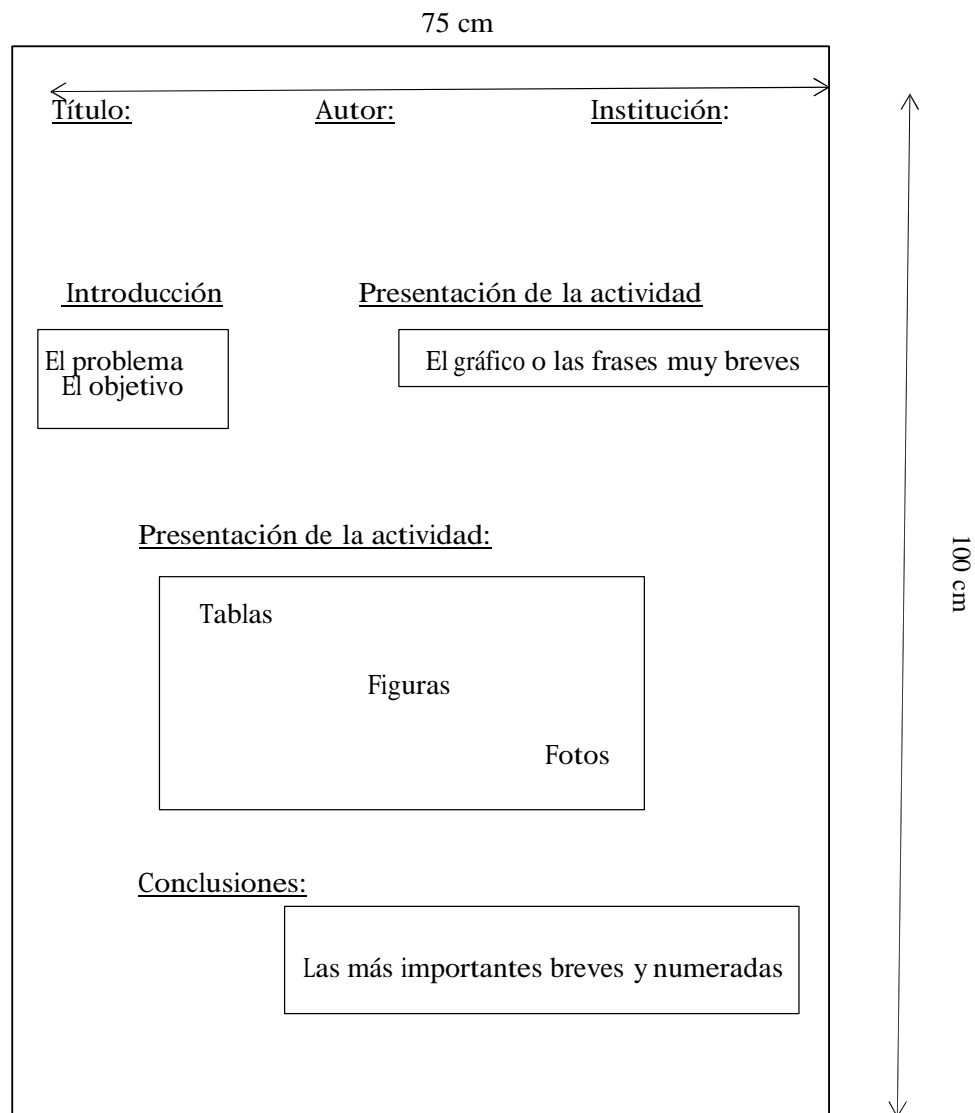 75 cm
Título: Autor: Institución:
Introducción Presentación de la actividad
El problema
El gráfico o las frases muy breves
El objetivo
Presentación de la actividad:
100 cm
Tablas
Figuras
Fotos
Conclusiones:
Las más importantes breves y numeradas